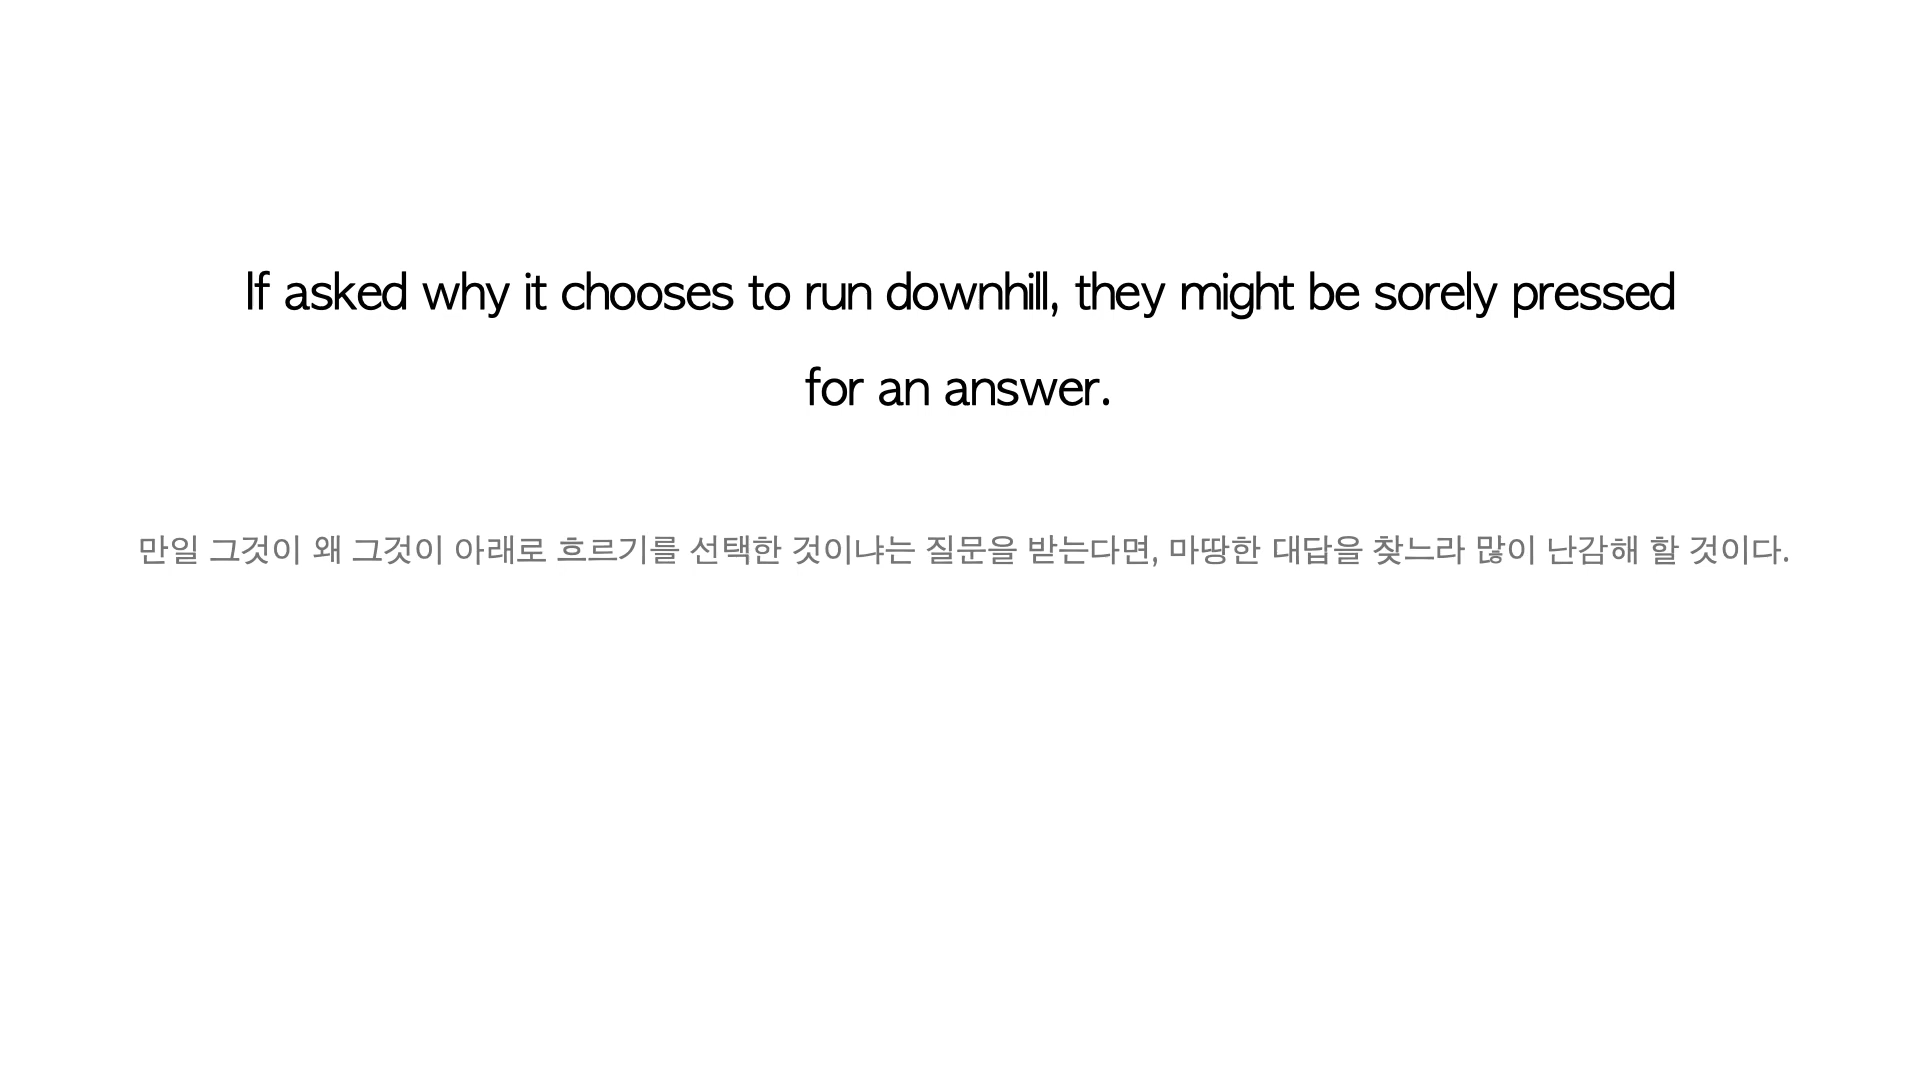 If asked why it chooses to run downhill, they might be sorely pressed
for an answer.
만일 그것이 왜 그것이 아래로 흐르기를 선택한 것이냐는 질문을 받는다면, 마땅한 대답을 찾느라 많이 난감해 할 것이다.